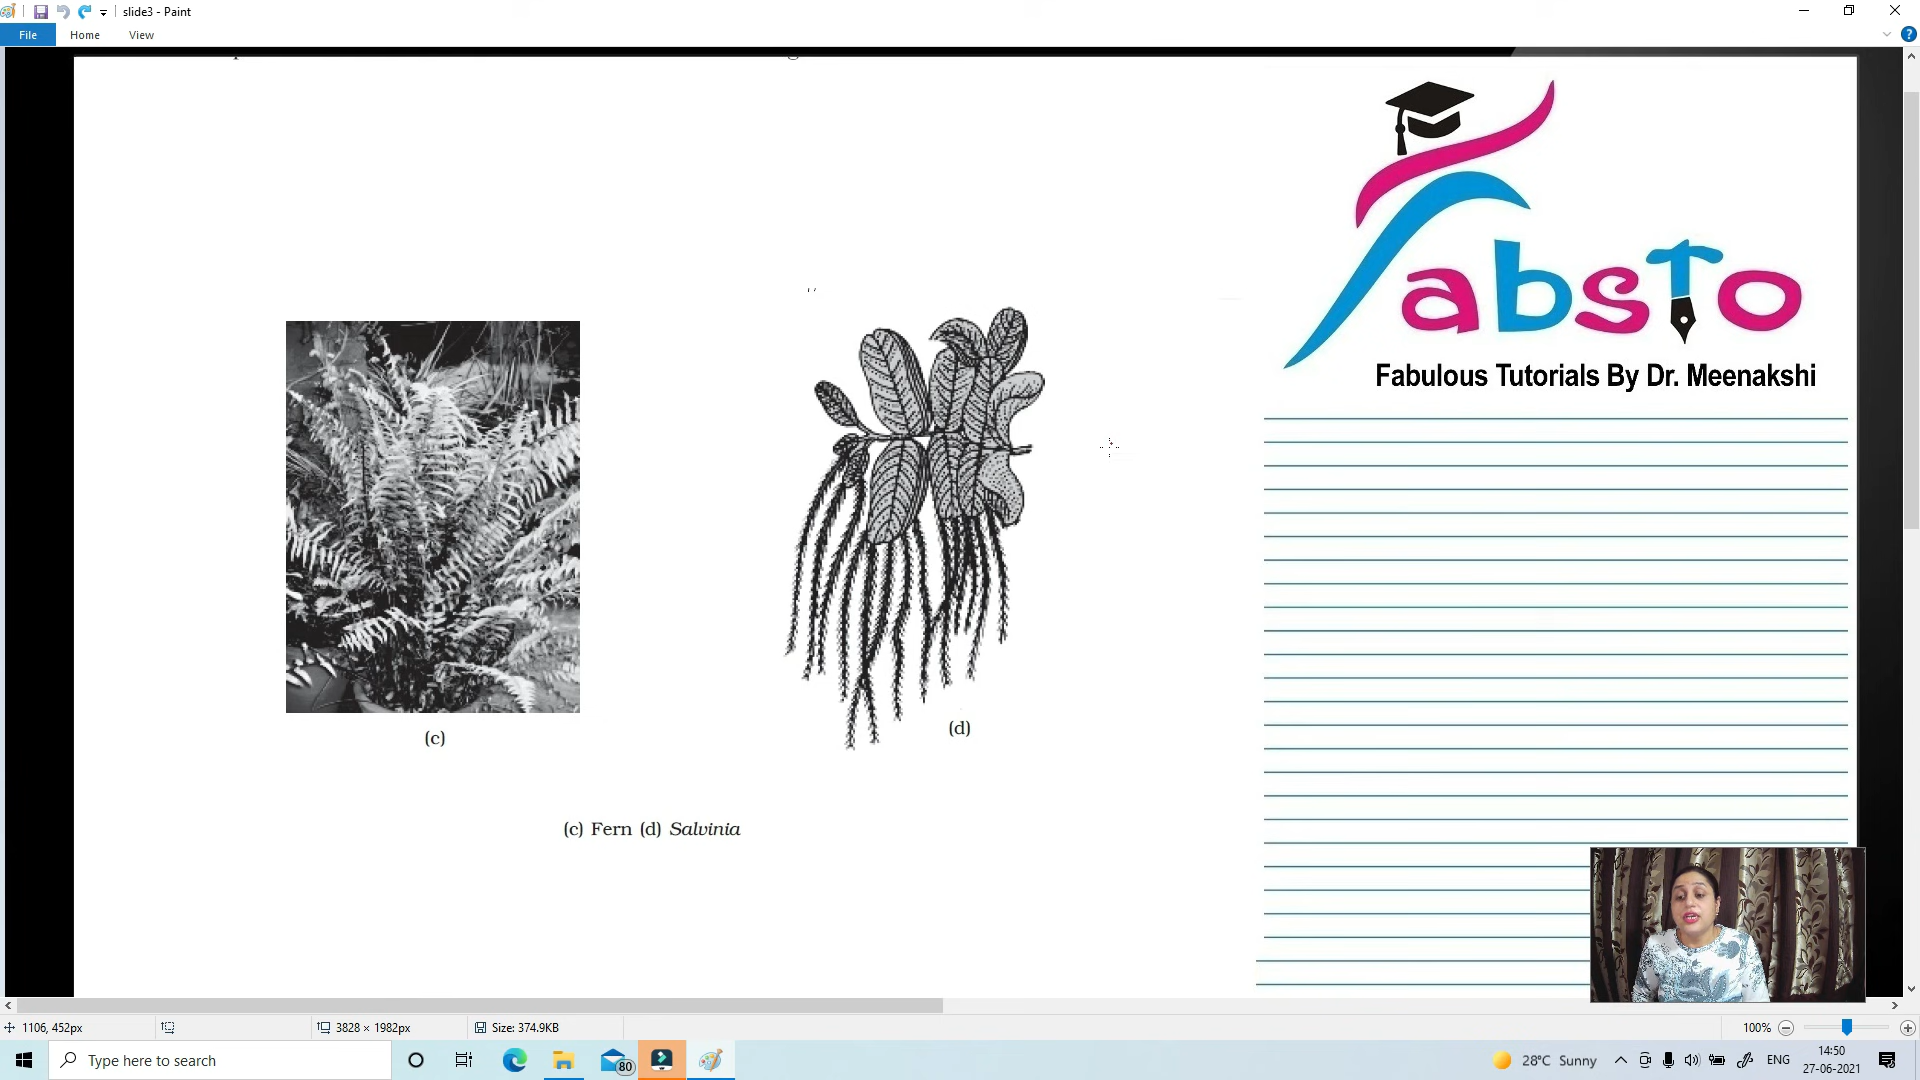 slide3 - Paint
File Home View
absto
Fabulous Tutorials By Dr. Meenakshi
(c)
(d)
(c) Fern (d) Salvinia
1106, 452px
3828 × 1982px
Size: 374.9KB
100%
Type here to search
80
28°C Sunny
ENG
14:50
27-06-2021